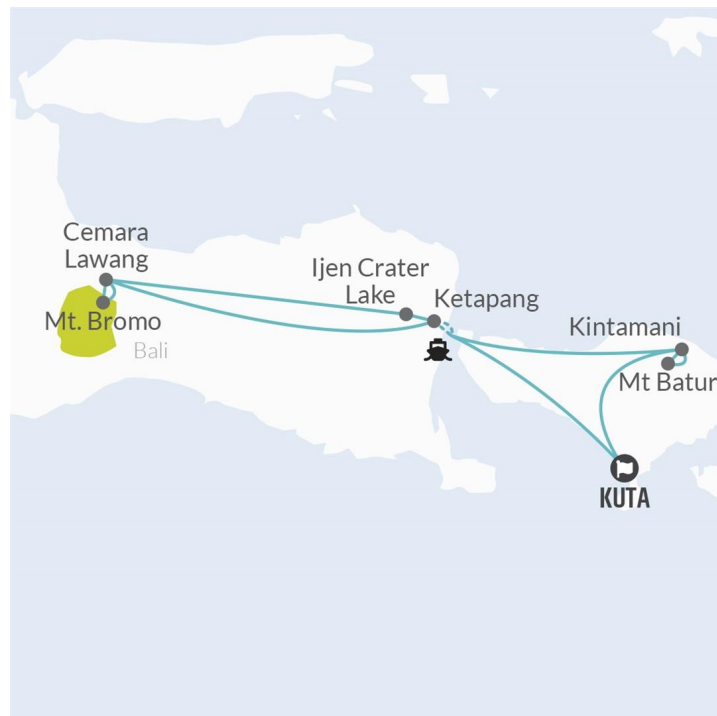 Cemara
Lawang
Mt. Bromo
Bali
Ijen Crater
Lake
Ketapang
Kintamani
Mt Batur
KUTA